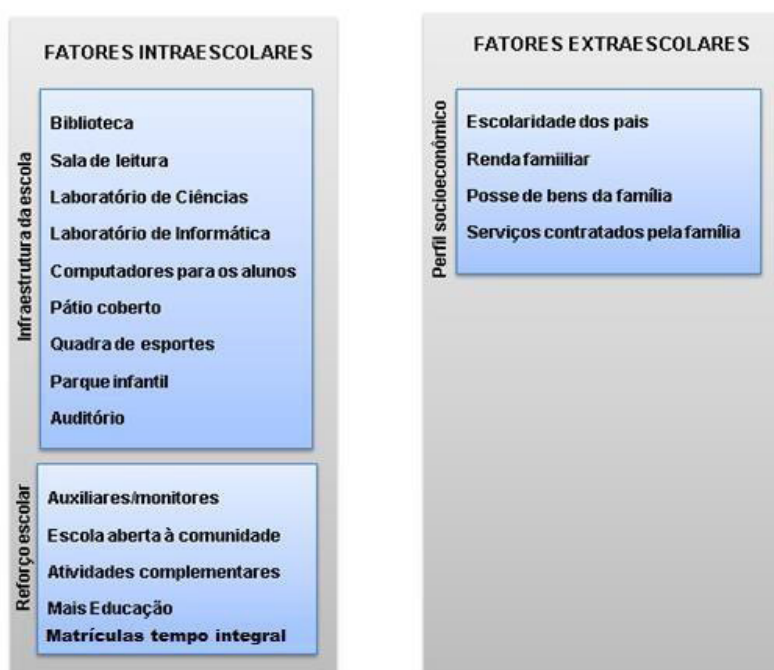 FATORES INTRAESCOLARES
Infraestrutura da escola
Biblioteca
Sala de leitura
Laboratório de Ciências
Laboratório de Informática
Computadores para os alunos
Pátio coberto
Quadra de esportes
Parque infantil
Auditório
Reforço escolar
Auxiliares/monitores
Escola aberta à comunidade
Atividades complementares
Mais Educação
Matrículas tempo integral
FATORES EXTRAESCOLARES
Perfil socioeconômico
Escolaridade dos pais
Renda famiiliar
Posse de bens da família
Serviços contratados pela família